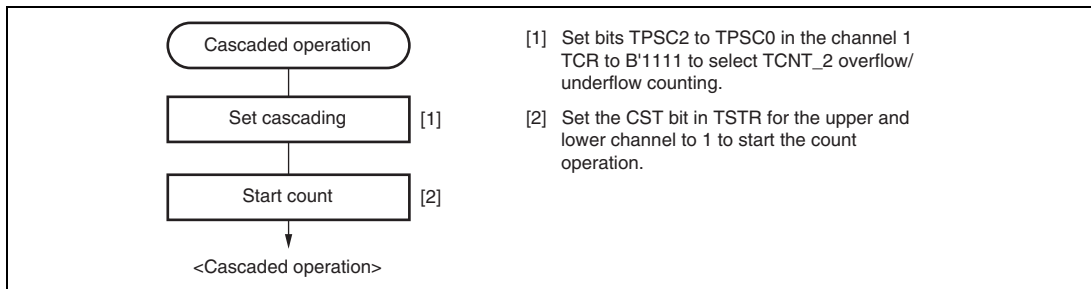 Cascaded operation
Set cascading [1]
Start count [2]
<Cascaded operation>
[1] Set bits TPSC2 to TPSC0 in the channel 1
TCR to B'1111 to select TCNT_2 overflow/
underflow counting.
[2] Set the CST bit in TSTR for the upper and
lower channel to 1 to start the count
operation.